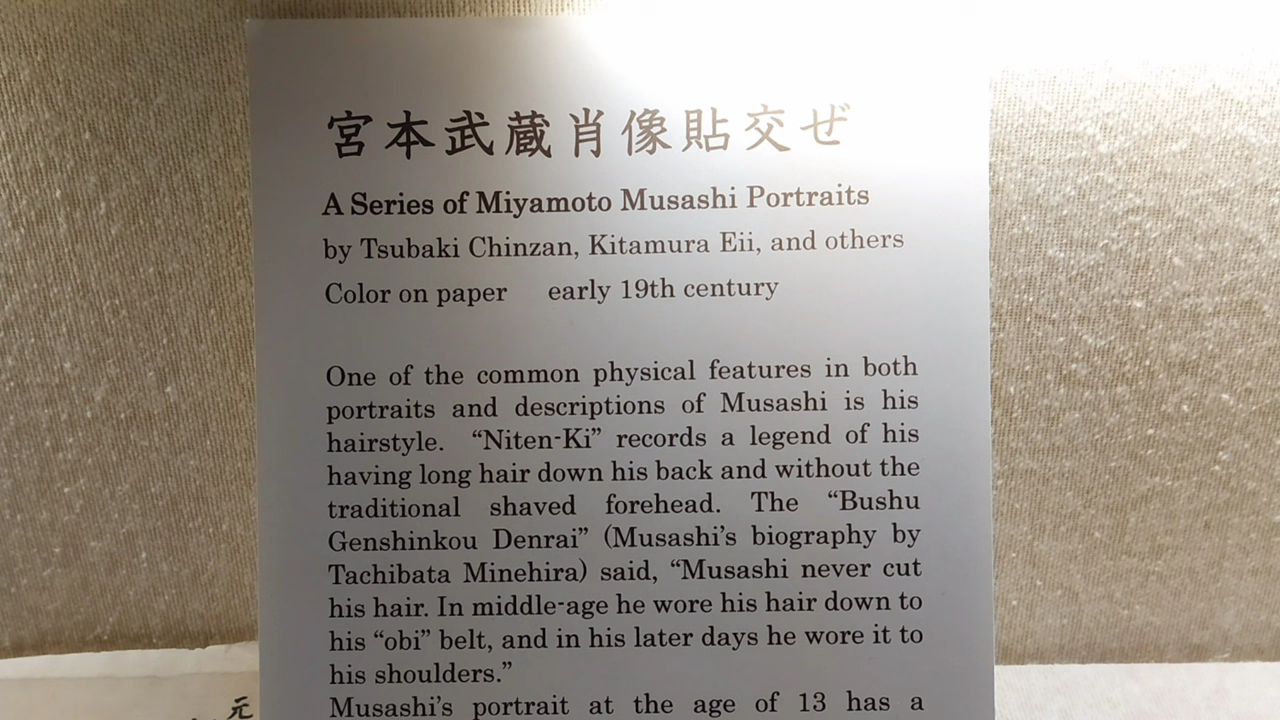 宮本武蔵肖像貼交ぜ
A Series of Miyamoto Musashi Portraits
by Tsubaki Chinzan, Kitamura Eii, and others
Color on paper early 19th century
One of the common physical features in both
portraits and descriptions of Musashi is his
hairstyle. “Niten-Ki” records a legend of his
having long hair down his back and without the
traditional shaved forehead. The “Bushu
Genshinkou Denrai” (Musashi’s biography by
Tachibata Minehira) said, “Musashi never cut
his hair. In middle-age he wore his hair down to
his “obi” belt, and in his later days he wore it to
his shoulders.”
Musashi’s portrait at the age of 13 has a
元